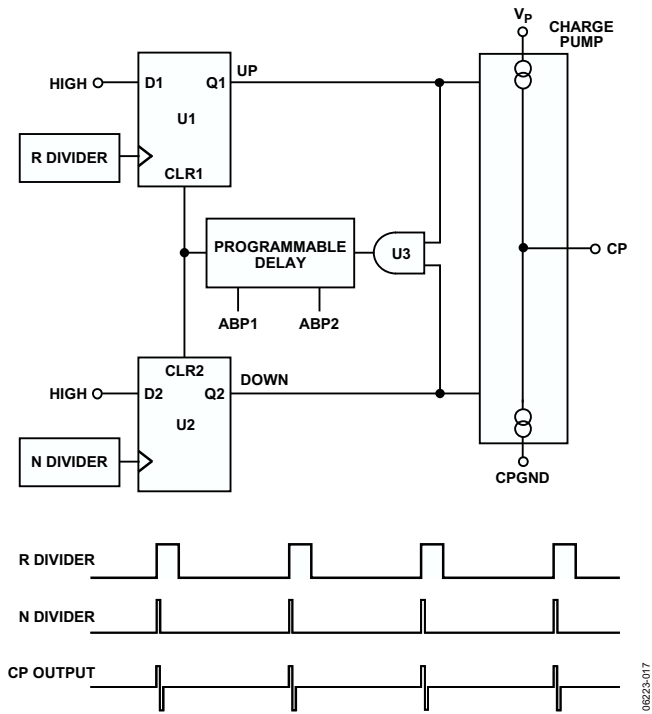 VP
CHARGE
PUMP
HIGH
D1
Q1
UP
U1
R DIVIDER
CLR1
PROGRAMMABLE
DELAY
U3
CP
ABP1
ABP2
CLR2
HIGH
D2
Q2
DOWN
U2
N DIVIDER
CPGND
R DIVIDER
N DIVIDER
CP OUTPUT
06223-017